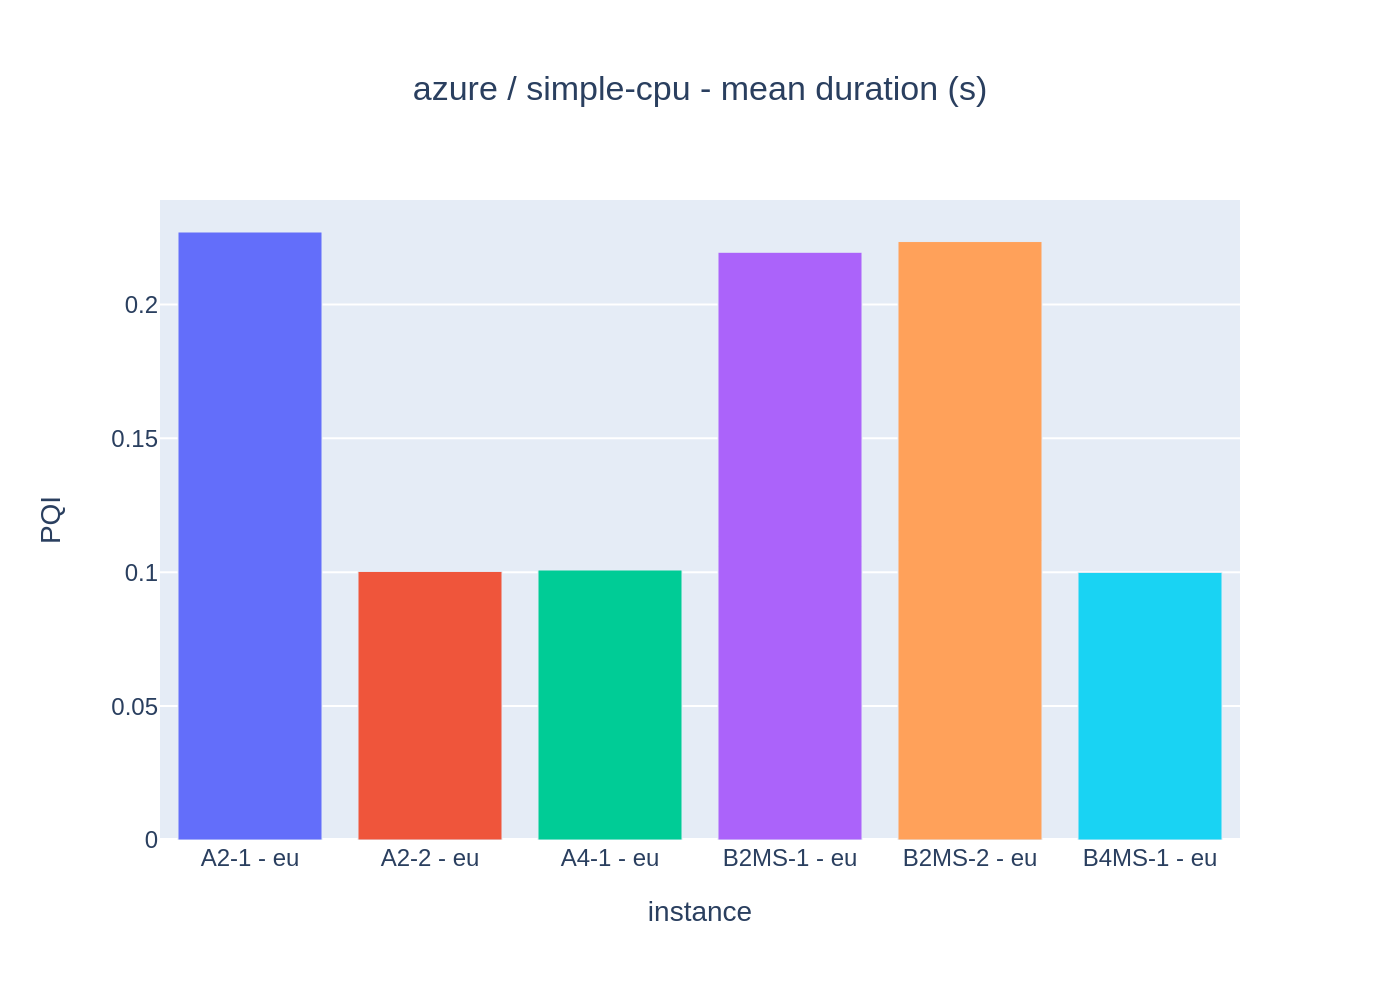 azure / simple-cpu - mean duration (s)
PQI
0.2
0.15
0.1
0.05
0
A2-1 - eu
A2-2 - eu
A4-1 - eu
B2MS-1 - eu
B2MS-2 - eu
B4MS-1 - eu
instance